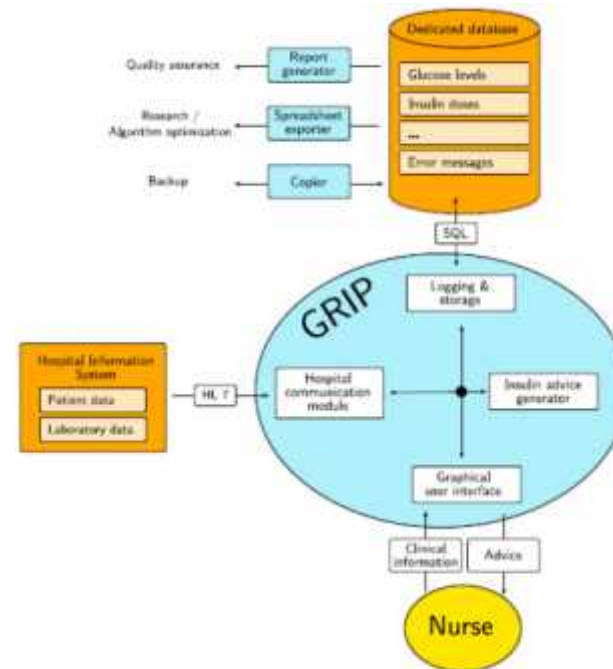 Dedicated database
Glucose levels
Insulin doses
...
Error messages
Quality assurance
Report
generator
Research /
Algorithm optimization
Spreadsheet
exporter
Backup
Copier
SQL
GRIP
Logging &
storage
Hospital Information
System
Patient data
Laboratory data
HL 7
Hospital
communication
module
Insulin advice
generator
Graphical
user interface
Clinical
information
Advice
Nurse